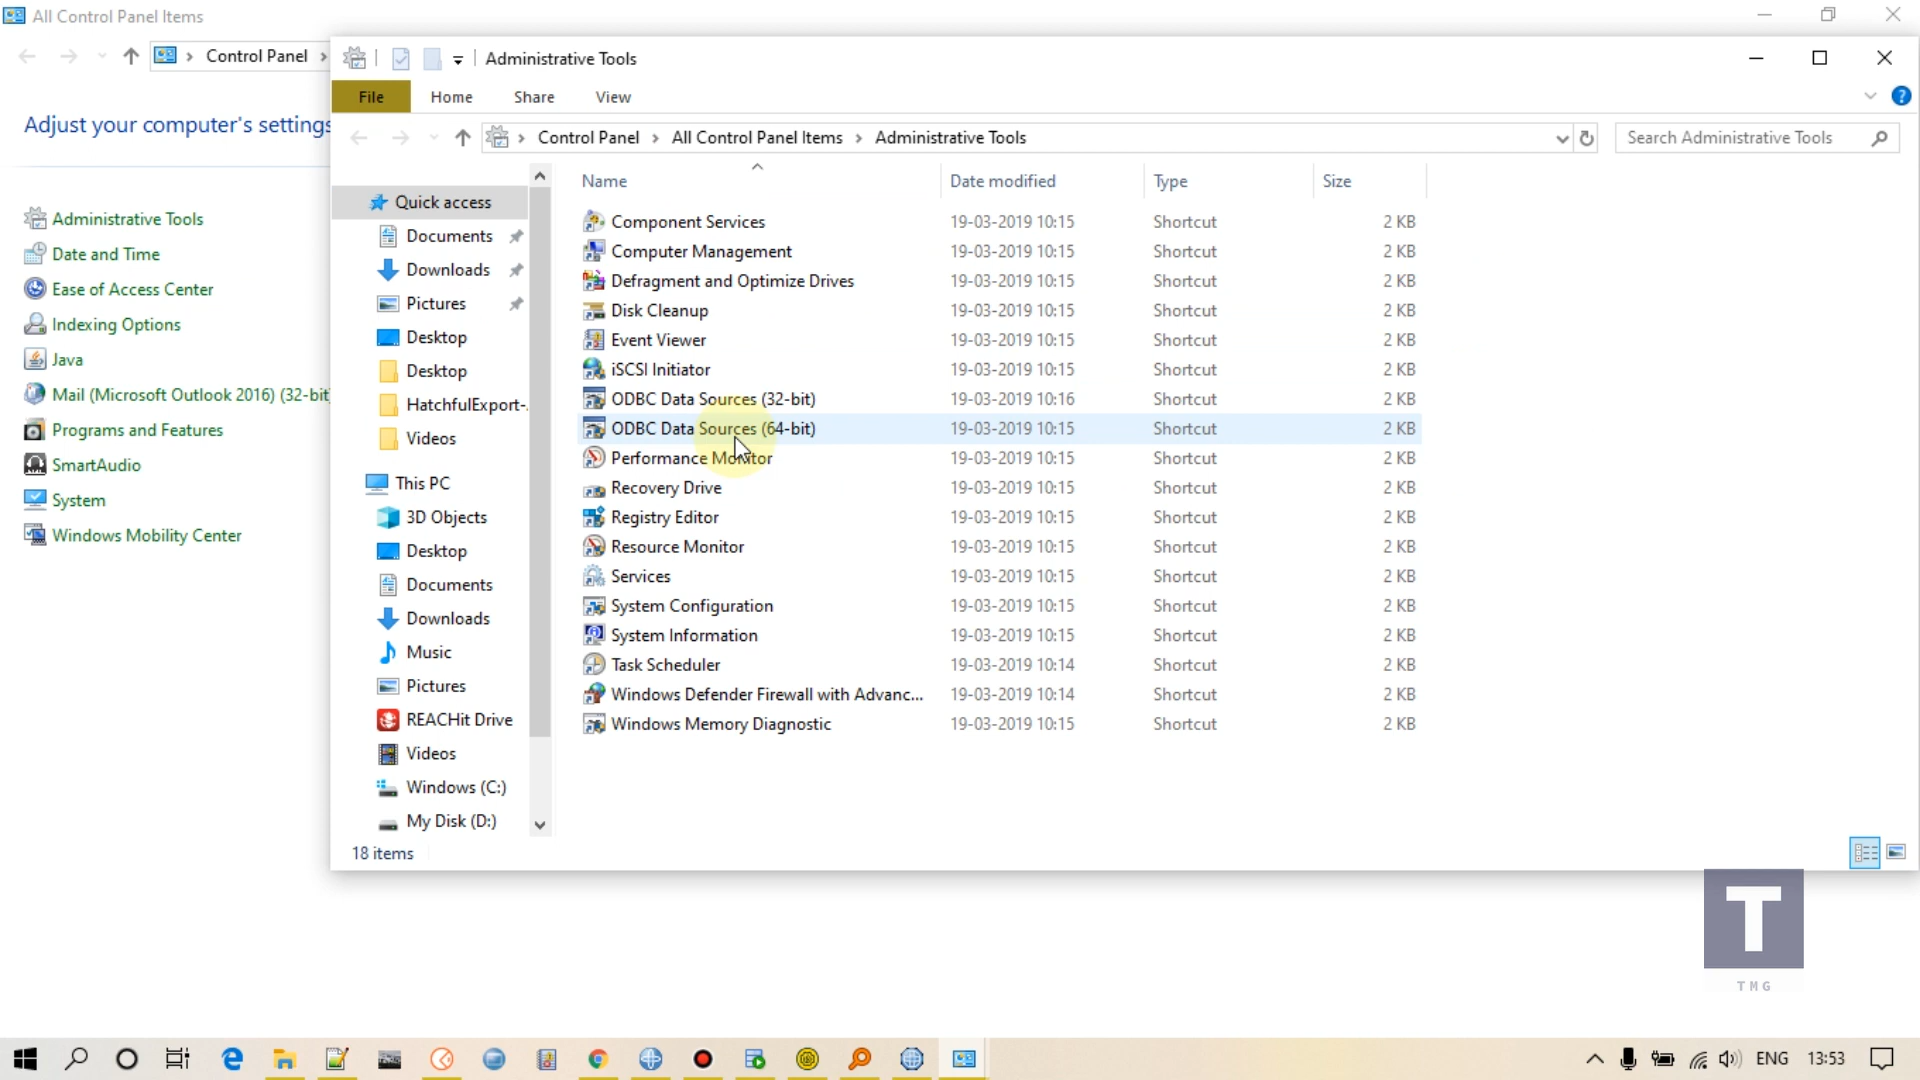 All Control Panel Items
Control Panel
Adjust your computer's settings
Administrative Tools
Date and Time
Ease of Access Center
Indexing Options
Java
Mail (Microsoft Outlook 2016) (32-bit
Programs and Features
SmartAudio
System
Windows Mobility Center
Administrative Tools
File Home Share View
Control Panel All Control Panel Items Administrative Tools
Search Administrative Tools
Quick access
Documents
Downloads
Pictures
Desktop
Desktop
HatchfulExport-
Videos
This PC
3D Objects
Desktop
Documents
Downloads
Music
Pictures
REACHit Drive
Videos
Windows (C:)
My Disk (D:)
Name Date modified Type Size
Component Services 19-03-2019 10:15 Shortcut 2 KB
Computer Management 19-03-2019 10:15 Shortcut 2 KB
Defragment and Optimize Drives 19-03-2019 10:15 Shortcut 2 KB
Disk Cleanup 19-03-2019 10:15 Shortcut 2 KB
Event Viewer 19-03-2019 10:15 Shortcut 2 KB
iSCSI Initiator 19-03-2019 10:15 Shortcut 2 KB
ODBC Data Sources (32-bit) 19-03-2019 10:16 Shortcut 2 KB
ODBC Data Sources (64-bit) 19-03-2019 10:15 Shortcut 2 KB
Performance Monitor 19-03-2019 10:15 Shortcut 2 KB
Recovery Drive 19-03-2019 10:15 Shortcut 2 KB
Registry Editor 19-03-2019 10:15 Shortcut 2 KB
Resource Monitor 19-03-2019 10:15 Shortcut 2 KB
Services 19-03-2019 10:15 Shortcut 2 KB
System Configuration 19-03-2019 10:15 Shortcut 2 KB
System Information 19-03-2019 10:15 Shortcut 2 KB
Task Scheduler 19-03-2019 10:14 Shortcut 2 KB
Windows Defender Firewall with Advanc... 19-03-2019 10:14 Shortcut 2 KB
Windows Memory Diagnostic 19-03-2019 10:15 Shortcut 2 KB
18 items
T
TMG
ENG 13:53